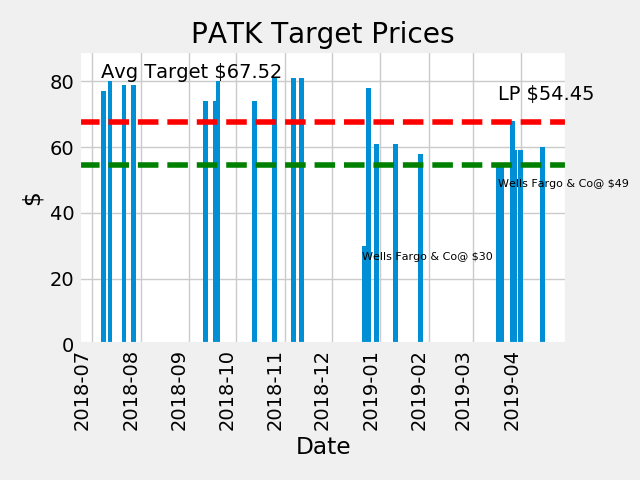 PATK Target Prices
Avg Target $67.52
LP $54.45
Wells Fargo & Co@ $49
Wells Fargo & Co@ $30
$
80
60
40
20
0
2018-07
2018-08
2018-09
2018-10
2018-11
2018-12
2019-01
2019-02
2019-03
2019-04
Date